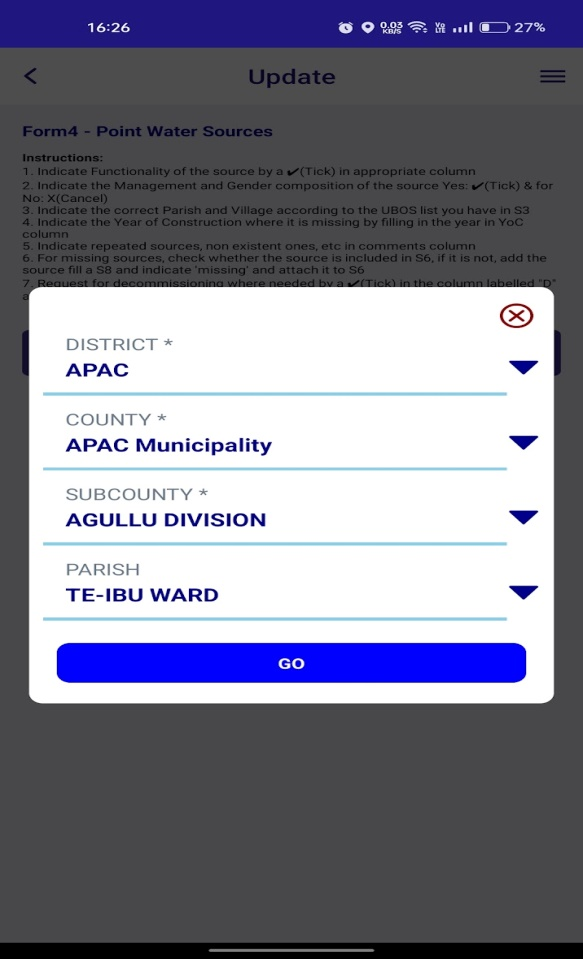 16:26
0.03 KB/S
Vo LTE
27%
Update
Form4 - Point Water Sources
Instructions:
1. Indicate Functionality of the source by a ✔(Tick) in appropriate column
2. Indicate the Management and Gender composition of the source Yes: ✔(Tick) & for
No: X(Cancel)
3. Indicate the correct Parish and Village according to the UBOS list you have in S3
4. Indicate the Year of Construction where it is missing by filling in the year in YoC
column
5. Indicate repeated sources, non existent ones, etc in comments column
6. For missing sources, check whether the source is included in S6, if it is not, add the
source fill a S8 and indicate 'missing' and attach it to S6
7. Request for decommissioning where needed by a ✔(Tick) in the column labelled "D"
DISTRICT *
APAC
COUNTY *
APAC Municipality
SUBCOUNTY *
AGULLU DIVISION
PARISH
TE-IBU WARD
GO